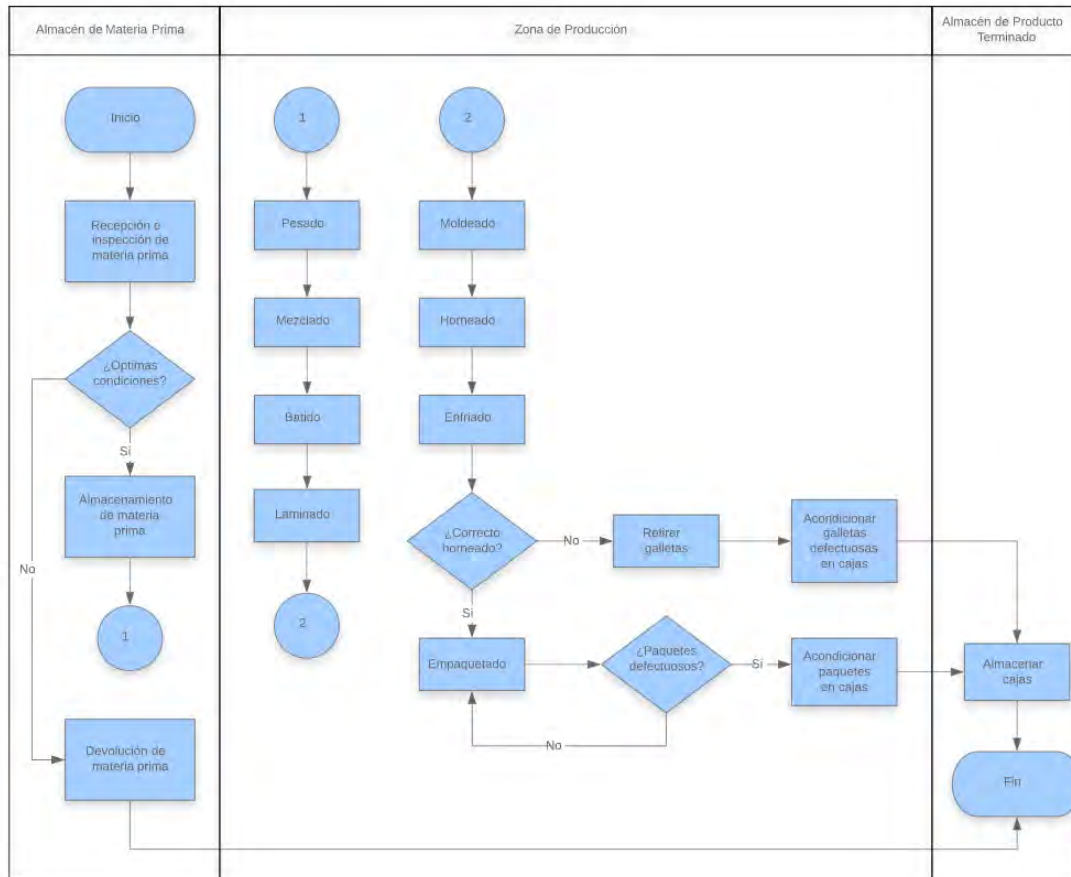 Almacén de Materia Prima
Zona de Producción
Almacén de Producto
Terminado
Inicio
Recepción e
inspección de
materia prima
¿Optimas
condiciones?
Si
Almacenamiento
de materia
prima
No
1
Devolución de
materia prima
1
Pesado
Mezclado
Batido
Laminado
2
2
Moldeado
Horneado
Enfriado
¿Correcto
horneado?
No
Retirar
galletas
Acondicionar
galletas
defectuosas
en cajas
Si
Empaquetado
¿Paquetes
defectuosos?
Si
Acondicionar
paquetes
en cajas
No
Almacenar
cajas
Fin